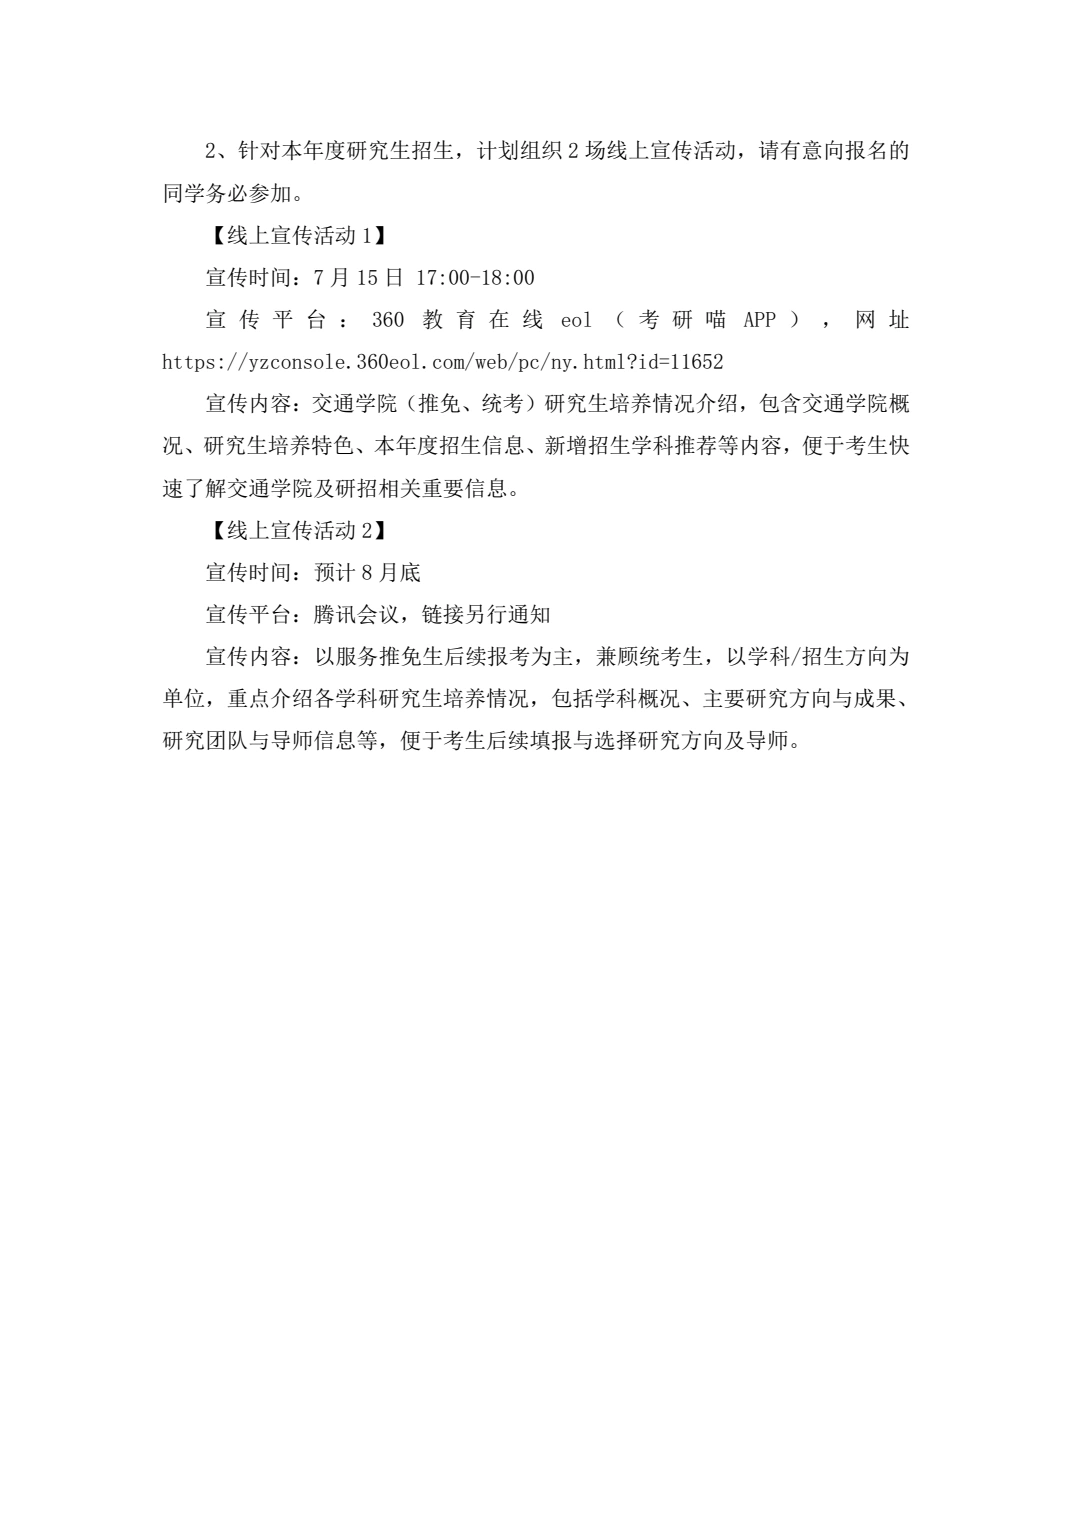 2、针对本年度研究生招生，计划组织 2 场线上宣传活动，请有意向报名的
同学务必参加。
【线上宣传活动 1】
宣传时间：7 月 15 日 17:00-18:00
宣传平台：360 教育在线 eol（考研喵 APP），网址
https://yzconsole.360eol.com/web/pc/ny.html?id=11652
宣传内容：交通学院（推免、统考）研究生培养情况介绍，包含交通学院概
况、研究生培养特色、本年度招生信息、新增招生学科推荐等内容，便于考生快
速了解交通学院及研招相关重要信息。
【线上宣传活动 2】
宣传时间：预计 8 月底
宣传平台：腾讯会议，链接另行通知
宣传内容：以服务推免生后续报考为主，兼顾统考生，以学科/招生方向为
单位，重点介绍各学科研究生培养情况，包括学科概况、主要研究方向与成果、
研究团队与导师信息等，便于考生后续填报与选择研究方向及导师。